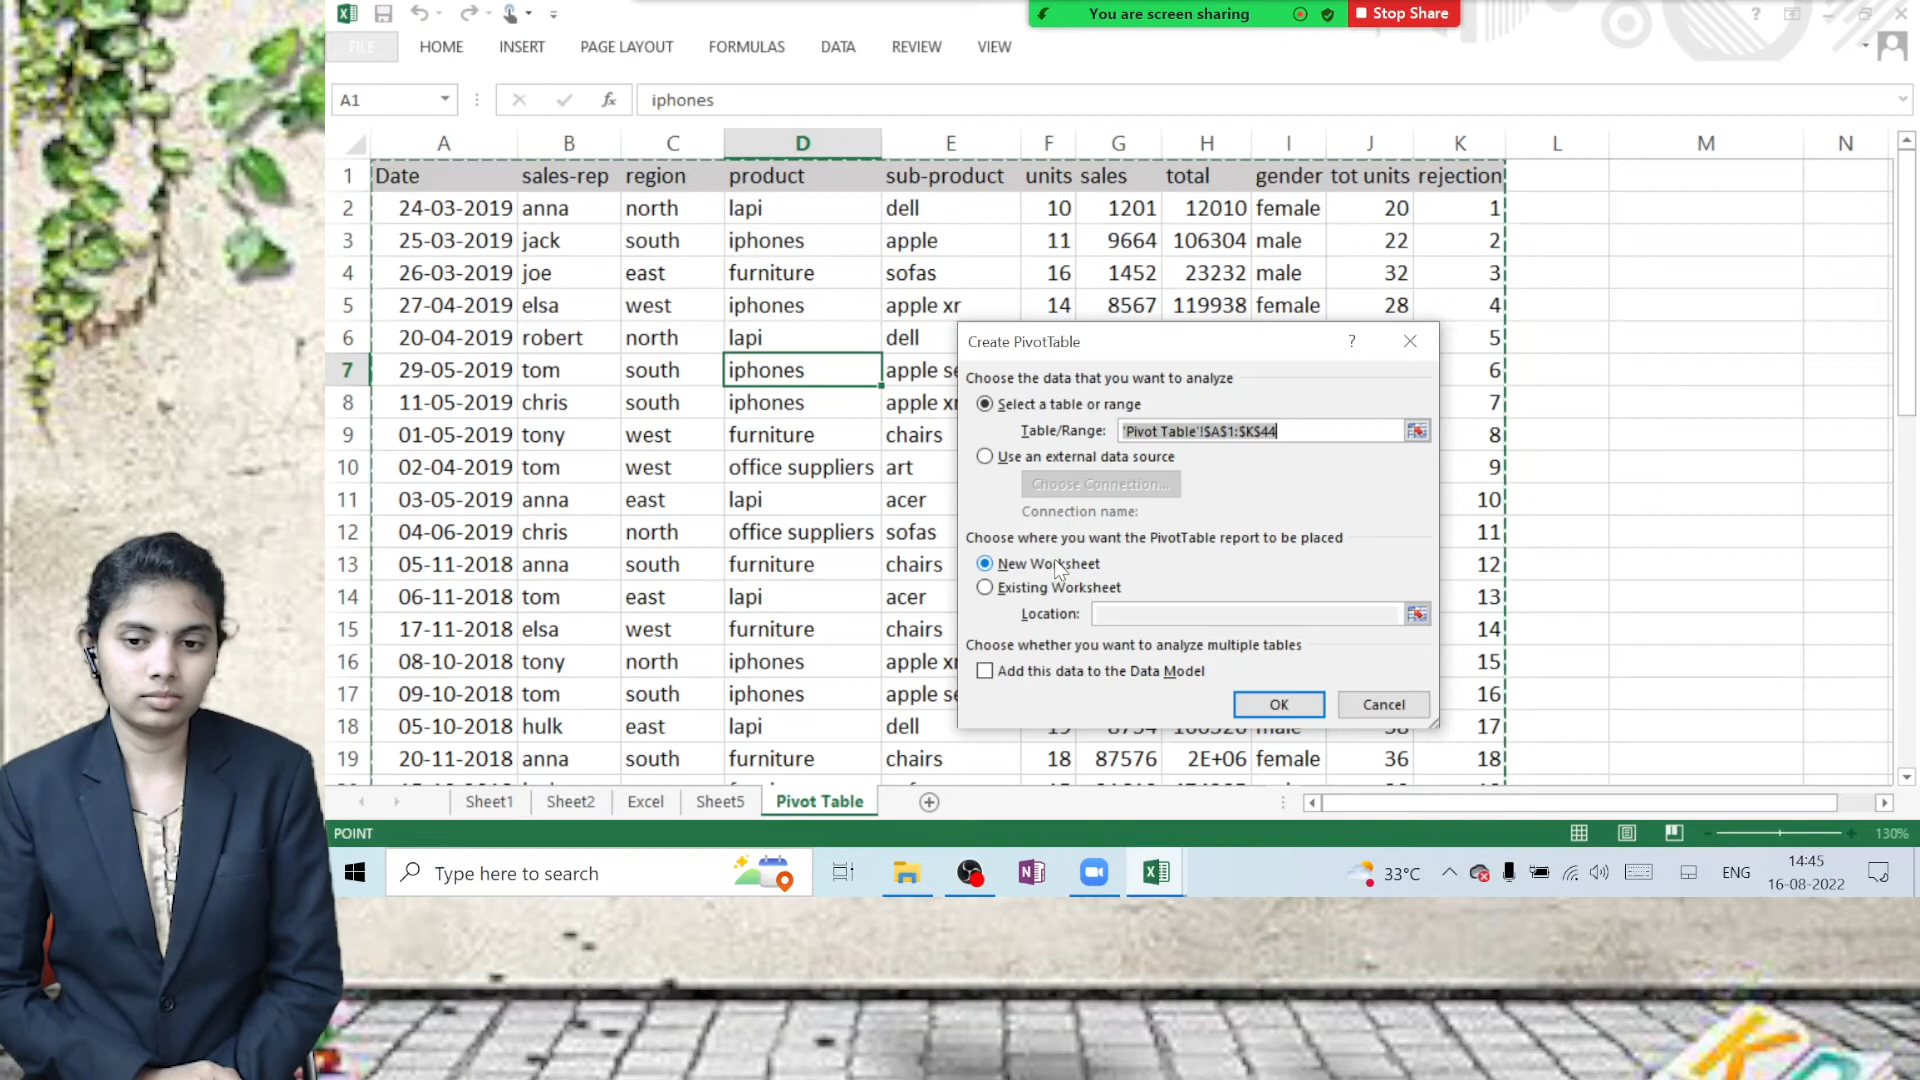 You are screen sharing Stop Share
?
FILE HOME INSERT PAGE LAYOUT FORMULAS DATA REVIEW VIEW
A1 fx iphones
A B C D E F G H I J K L M N
1 Date sales-rep region product sub-product units sales total gender tot units rejection
2 24-03-2019 anna north lapi dell 10 1201 12010 female 20 1
3 25-03-2019 jack south iphones apple 11 9664 106304 male 22 2
4 26-03-2019 joe east furniture sofas 16 1452 23232 male 32 3
5 27-04-2019 elsa west iphones apple xr 14 8567 119938 female 28 4
6 20-04-2019 robert north lapi dell 5
7 29-05-2019 tom south iphones apple se 6
8 11-05-2019 chris south iphones apple xr 7
9 01-05-2019 tony west furniture chairs 8
10 02-04-2019 tom west office suppliers art 9
11 03-05-2019 anna east lapi acer 10
12 04-06-2019 chris north office suppliers sofas 11
13 05-11-2018 anna south furniture chairs 12
14 06-11-2018 tom east lapi acer 13
15 17-11-2018 elsa west furniture chairs 14
16 08-10-2018 tony north iphones apple xr 15
17 09-10-2018 tom south iphones apple se 16
18 05-10-2018 hulk east lapi dell 17
19 20-11-2018 anna south furniture chairs 18 87576 2E+06 female 36 18
Create PivotTable ?
Choose the data that you want to analyze
Select a table or range
Table/Range: 'Pivot Table'!$A$1:$K$44
Use an external data source
Choose Connection...
Connection name:
Choose where you want the PivotTable report to be placed
New Worksheet
Existing Worksheet
Location:
Choose whether you want to analyze multiple tables
Add this data to the Data Model
OK Cancel
Sheet1 Sheet2 Excel Sheet5 Pivot Table
POINT 130%
Type here to search 33°C ENG 14:45
16-08-2022